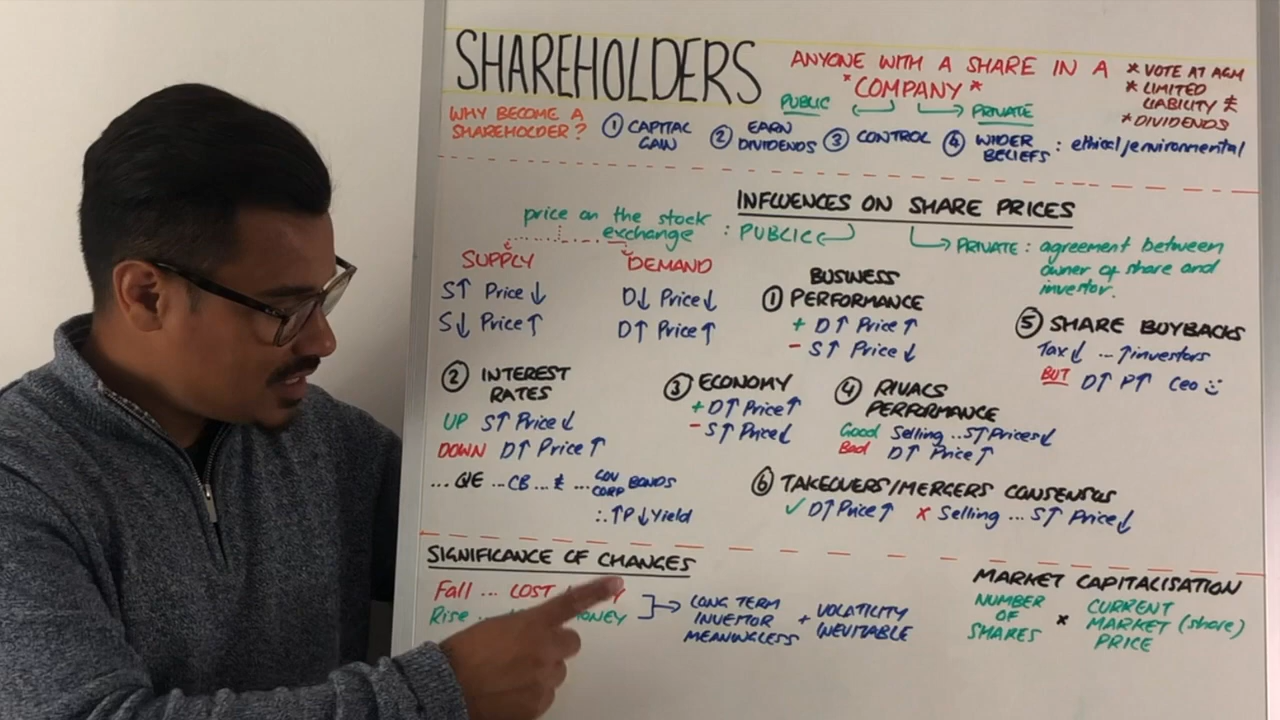 SHAREHOLDERS
ANYONE WITH A SHARE IN A
*COMPANY*
PUBLIC PRIVATE
* VOTE AT AGM
* LIMITED
LIABILITY £
* DIVIDENDS
WHY BECOME A
SHAREHOLDER?
① CAPITAL
GAIN
② EARN
DIVIDENDS
③ CONTROL
④ WIDER
BELIEFS : ethical/environmental
INFLUENCES ON SHARE PRICES
price on the stock
exchange : PUBLIC
PRIVATE : agreement between
owner of share and
investor.
SUPPLY
S↑ Price ↓
S↓ Price ↑
DEMAND
D↓ Price ↓
D↑ Price ↑
BUSINESS
① PERFORMANCE
+ D↑ Price ↑
- S↑ Price ↓
⑤ SHARE BUYBACKS
Tax↓ ... ↑investors
BUT D↑ P↑ Ceo
② INTEREST
RATES
UP S↑ Price ↓
DOWN D↑ Price ↑
... QE ... CB ... £ ... GOV
CORP BONDS
∴ ↑P ↓Yield
③ ECONOMY
+ D↑ Price ↑
- S↑ Price ↓
④ RIVALS
PERFORMANCE
Good Selling .. S↑ Prices↓
Bad D↑ Price ↑
⑥ TAKEOVERS/MERGERS CONSENSUS
✓ D↑ Price ↑ x Selling ... S↑ Price ↓
SIGNIFICANCE OF CHANGES
Fall ... LOST
Rise ..
→ LONG TERM
INVESTOR
MEANINGLESS
+ VOLATILITY
INEVITABLE
MARKET CAPITALISATION
NUMBER
OF
SHARES
x CURRENT
MARKET (share)
PRICE